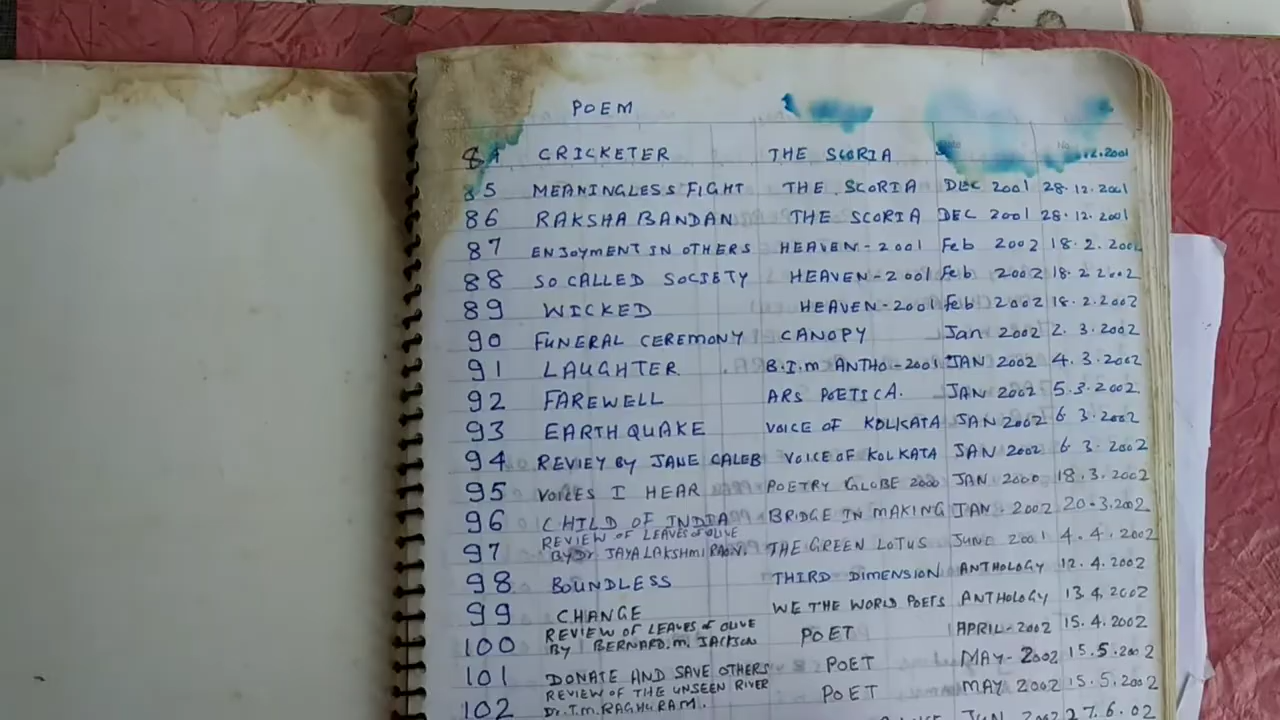 POEM
84 CRICKETER THE SCORIA 12.2001
85 MEANINGLESS FIGHT THE SCORIA DEC 2001 28.12.2001
86 RAKSHA BANDAN THE SCORIA DEC 2001 28.12.2001
87 ENJOYMENT IN OTHERS HEAVEN-2001 Feb 2002 18.2.2002
88 SO CALLED SOCIETY HEAVEN-2001 Feb 2002 18.2.2002
89 WICKED HEAVEN-2001 feb 2002 18.2.2002
90 FUNERAL CEREMONY CANOPY Jan 2002 2.3.2002
91 LAUGHTER B.I.M ANTHO-2001 JAN 2002 4.3.2002
92 FAREWELL ARS POETICA. JAN 2002 5.3.2002.
93 EARTH QUAKE VOICE OF KOLKATA JAN 2002 6 3.2002
94 REVIEY BY JANE CALEB VOICE OF KOLKATA JAN 2002 6 3.2002
95 VOICES I HEAR POETRY GLOBE 2000 JAN 2000 18.3.2002
96 CHILD OF INDIA BRIDGE IN MAKING JAN. 2002 20.3.2002
REVIEW OF LEAVES OF OLIVE
97 BY Dr. JAYALAKSHMI RAO.V. THE GREEN LOTUS JUNE 2001 4.4.2002
98 BOUNDLESS THIRD DIMENSION ANTHOLOGY 12.4.2002
99 CHANGE WE THE WORLD POETS ANTHOLOGY 13.4.2002
REVIEW OF LEAVES OF OLIVE
100 BY BERNARD.M. JACKSON POET APRIL-2002 15.4.2002
101 DONATE AND SAVE OTHERS POET MAY-2002 15.5.2002
REVIEW OF THE UNSEEN RIVER
102 Dr.T.M.RAGHURAM. POET MAY 2002 15.5.2002
JUN 2002 27.6.02